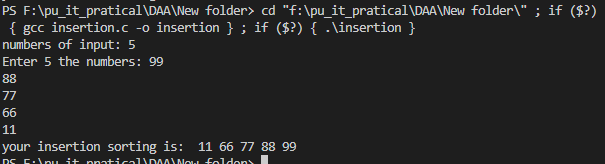 PS F:\pu_it_pratical\DAA\New folder> cd "f:\pu_it_pratical\DAA\New folder\" ; if ($?)
{ gcc insertion.c -o insertion } ; if ($?) { .\insertion }
numbers of input: 5
Enter 5 the numbers: 99
88
77
66
11
your insertion sorting is:  11 66 77 88 99
PS F:\pu_it_pratical\DAA\New folder>